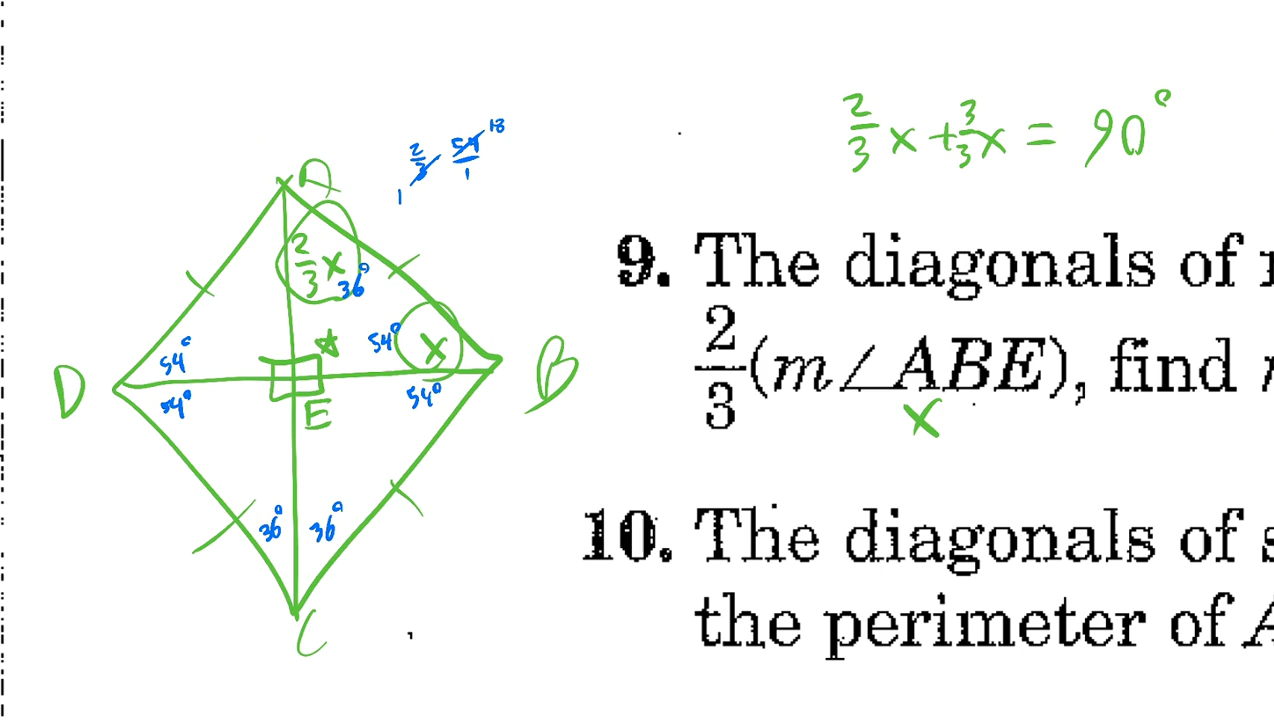 2/3 x + 3/3 x = 90°
2/3 · 54/1 18
1
A
2/3 x
36°
54° x
54°
54°
54°
D
B
E
36° 36°
C
9. The diagonals of
2/3 (m∠ABE), find
x
10. The diagonals of
the perimeter of